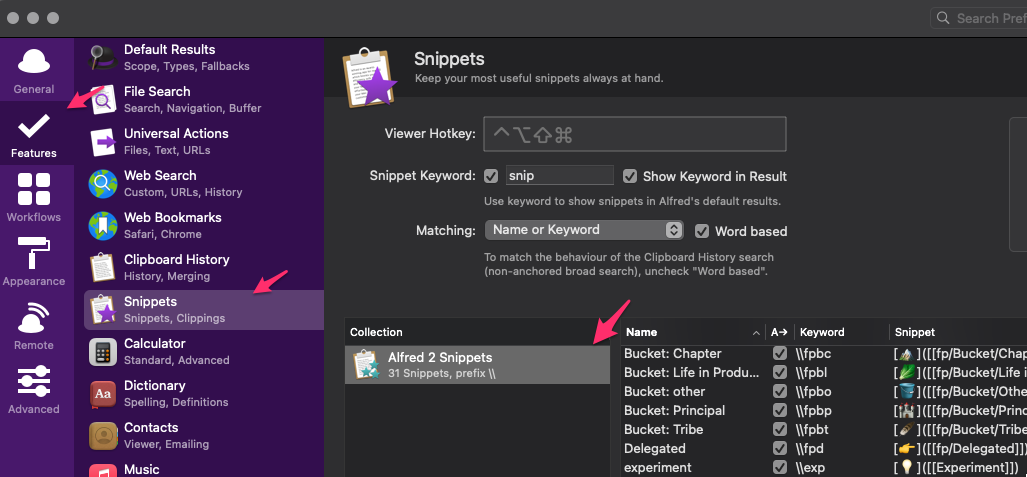 Search Pref
General
Features
Workflows
Appearance
Remote
Advanced
Default Results
Scope, Types, Fallbacks
File Search
Search, Navigation, Buffer
Universal Actions
Files, Text, URLs
Web Search
Custom, URLs, History
Web Bookmarks
Safari, Chrome
Clipboard History
History, Merging
Snippets
Snippets, Clippings
Calculator
Standard, Advanced
Aa
Dictionary
Spelling, Definitions
Contacts
Viewer, Emailing
Music
Snippets
Keep your most useful snippets always at hand.
Viewer Hotkey: ^⌥⇧⌘
Snippet Keyword: snip Show Keyword in Result
Use keyword to show snippets in Alfred's default results.
Matching: Name or Keyword Word based
To match the behaviour of the Clipboard History search
(non-anchored broad search), uncheck "Word based".
Collection
Alfred 2 Snippets
31 Snippets, prefix \\
Name A→ Keyword Snippet
Bucket: Chapter \\fpbc [⛰️]([[fp/Bucket/Chap
Bucket: Life in Produ... \\fpbl [🥬]([[fp/Bucket/Life i
Bucket: other \\fpbo [🪣]([[fp/Bucket/Othe
Bucket: Principal \\fpbp [🏰]([[fp/Bucket/Princ
Bucket: Tribe \\fpbt [🪶]([[fp/Bucket/Tribe
Delegated \\fpd [👉]([[fp/Delegated]])
experiment \\exp [💡]([[Experiment]])